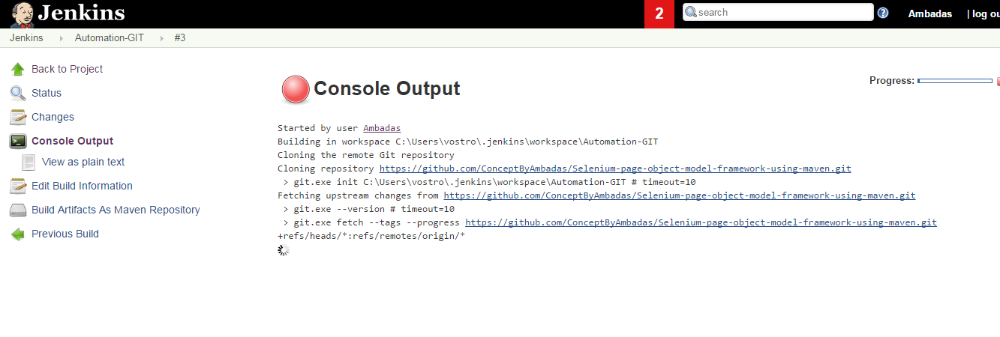 Jenkins
2
search
?
Ambadas
| log ou
Jenkins
Automation-GIT
#3
Back to Project
Status
Changes
Console Output
View as plain text
Edit Build Information
Build Artifacts As Maven Repository
Previous Build
Console Output
Progress:
Started by user Ambadas
Building in workspace C:\Users\vostro\.jenkins\workspace\Automation-GIT
Cloning the remote Git repository
Cloning repository https://github.com/ConceptByAmbadas/Selenium-page-object-model-framework-using-maven.git
> git.exe init C:\Users\vostro\.jenkins\workspace\Automation-GIT # timeout=10
Fetching upstream changes from https://github.com/ConceptByAmbadas/Selenium-page-object-model-framework-using-maven.git
> git.exe --version # timeout=10
> git.exe fetch --tags --progress https://github.com/ConceptByAmbadas/Selenium-page-object-model-framework-using-maven.git
+refs/heads/*:refs/remotes/origin/*